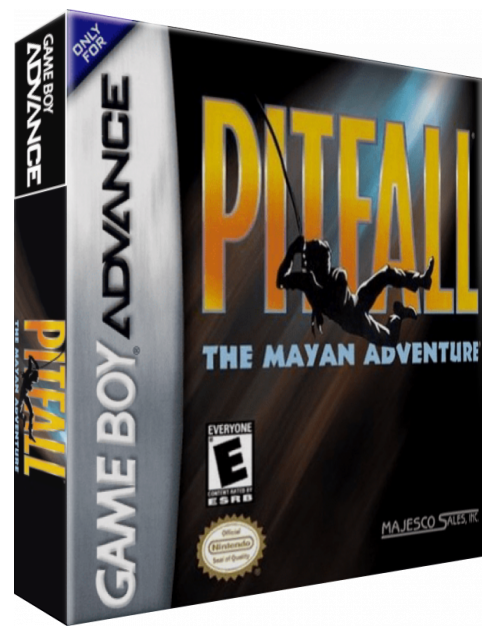 GAME BOY
ADVANCE
PITFALL
THE MAYAN ADVENTURE
ONLY
FOR
GAME BOY ADVANCE
PITFALL
THE MAYAN ADVENTURE
EVERYONE
E
CONTENT RATED BY
ESRB
Official
Nintendo
Seal of Quality
MAJESCO SALES, INC.